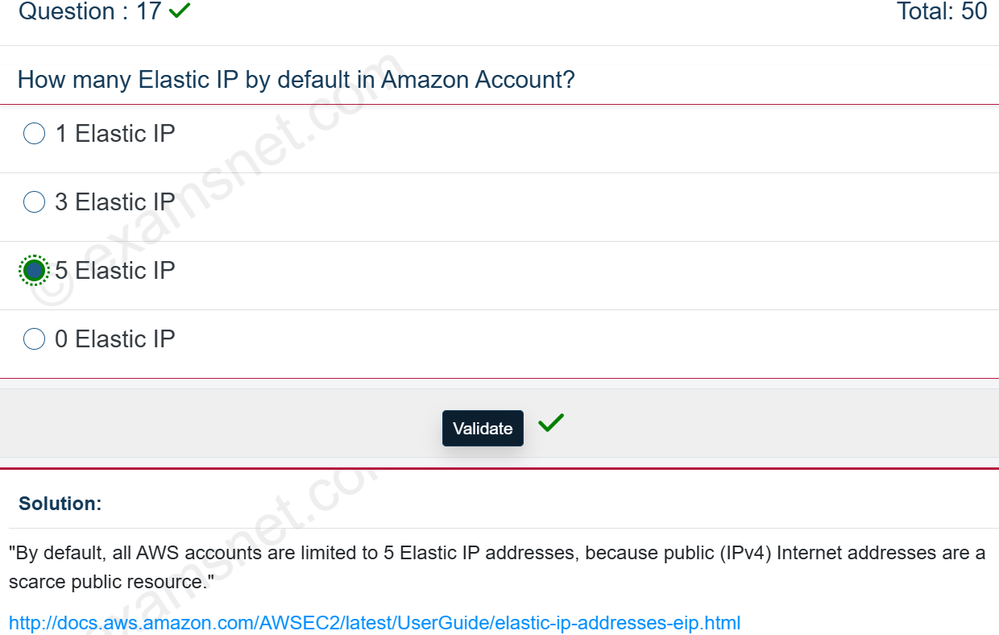 Question : 17
Total: 50
How many Elastic IP by default in Amazon Account?
1 Elastic IP
3 Elastic IP
5 Elastic IP
0 Elastic IP
© examsnet.com
Validate
Solution:
"By default, all AWS accounts are limited to 5 Elastic IP addresses, because public (IPv4) Internet addresses are a
scarce public resource."
http://docs.aws.amazon.com/AWSEC2/latest/UserGuide/elastic-ip-addresses-eip.html